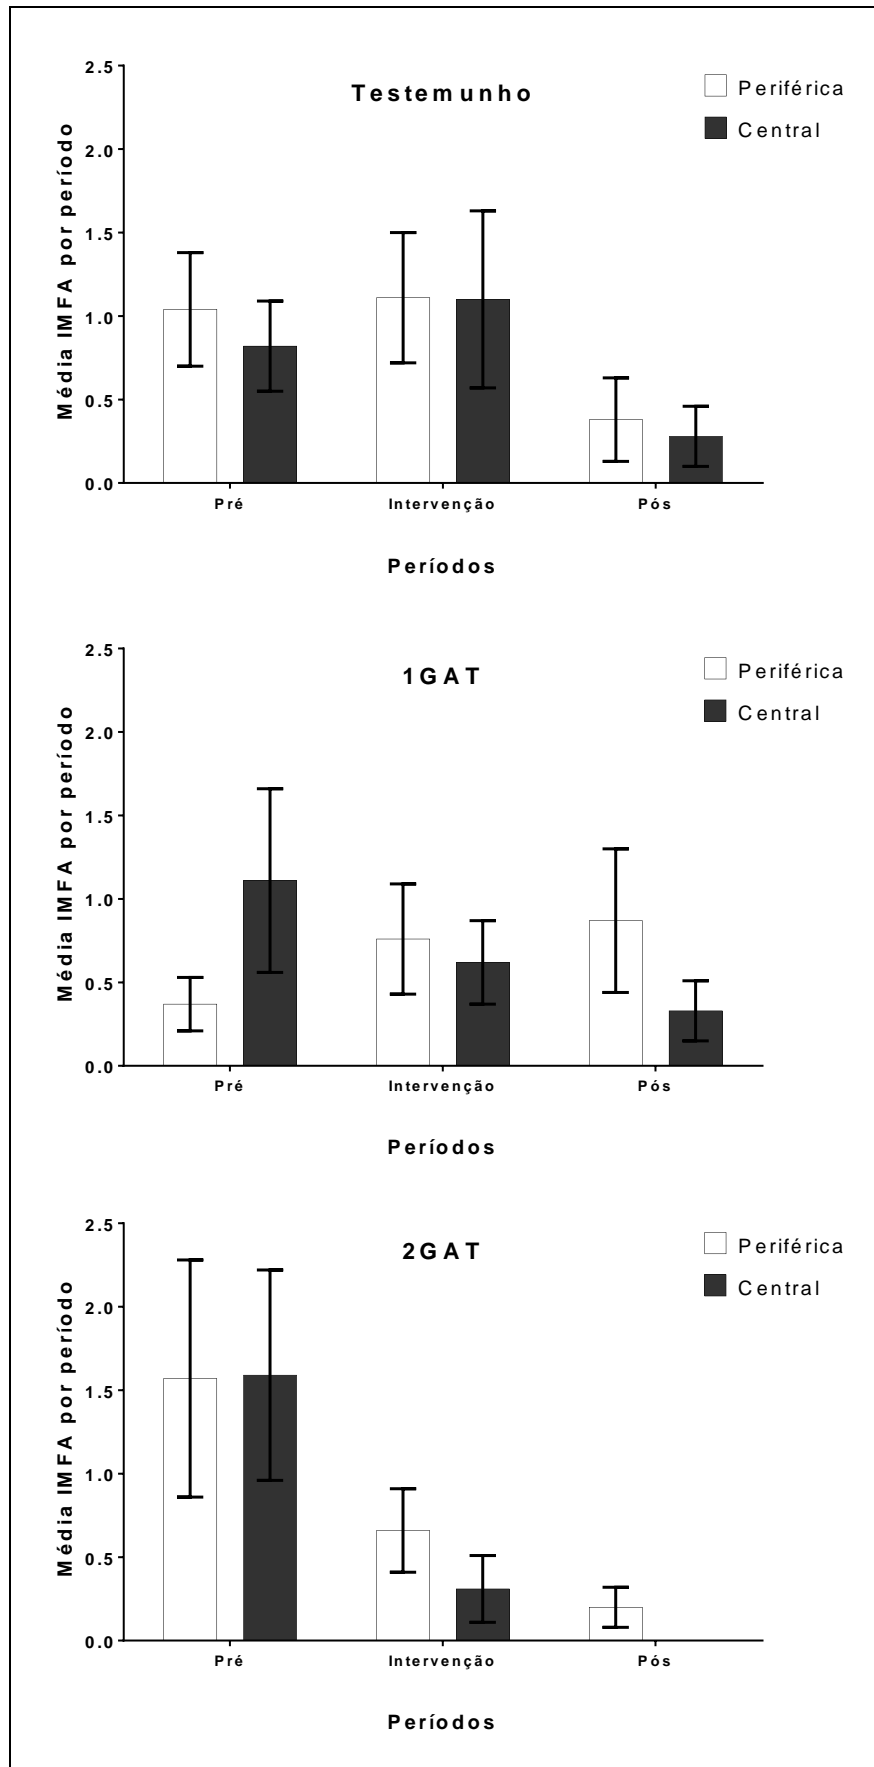 Testemunho
Periférica
Central
Média IMFA por período
2.5
2.0
1.5
1.0
0.5
0.0
Pré Intervenção Pós
Períodos
1GAT
Periférica
Central
Média IMFA por período
2.5
2.0
1.5
1.0
0.5
0.0
Pré Intervenção Pós
Períodos
2GAT
Periférica
Central
Média IMFA por período
2.5
2.0
1.5
1.0
0.5
0.0
Pré Intervenção Pós
Períodos